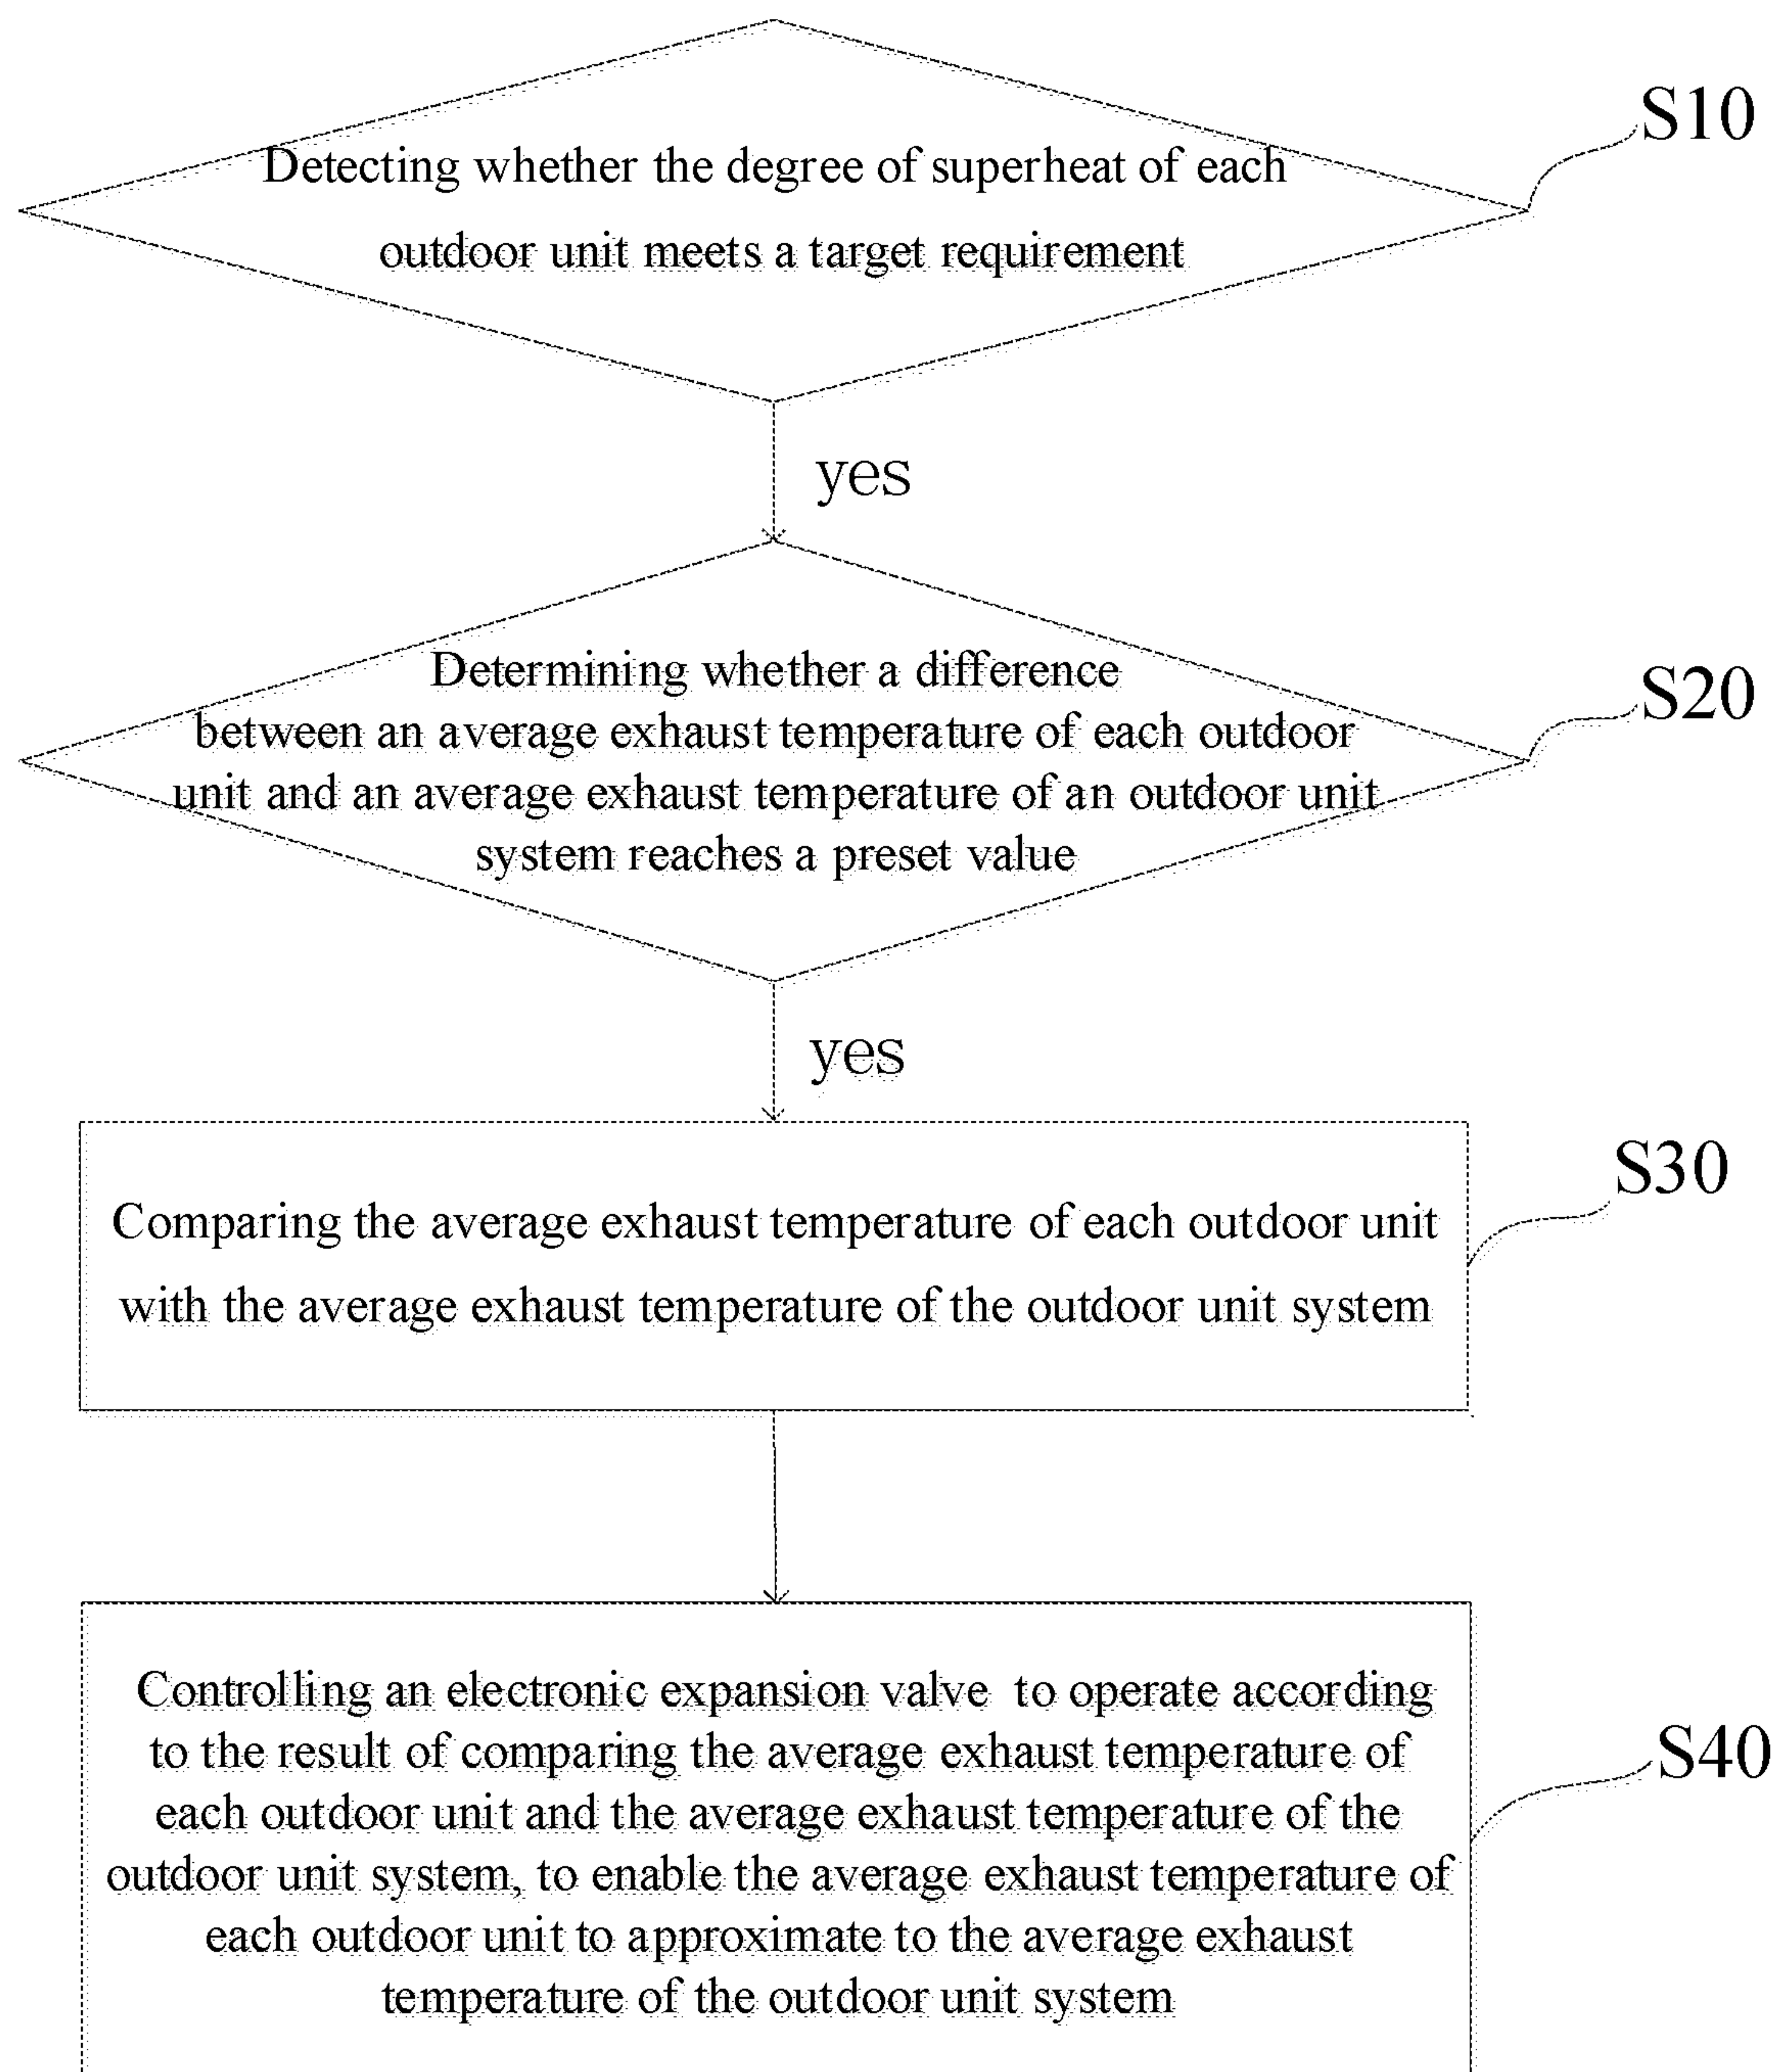 S10
Detecting whether the degree of superheat of each
outdoor unit meets a target requirement
yes
S20
Determining whether a difference
between an average exhaust temperature of each outdoor
unit and an average exhaust temperature of an outdoor unit
system reaches a preset value
yes
S30
Comparing the average exhaust temperature of each outdoor unit
with the average exhaust temperature of the outdoor unit system
S40
Controlling an electronic expansion valve to operate according
to the result of comparing the average exhaust temperature of
each outdoor unit and the average exhaust temperature of the
outdoor unit system, to enable the average exhaust temperature of
each outdoor unit to approximate to the average exhaust
temperature of the outdoor unit system